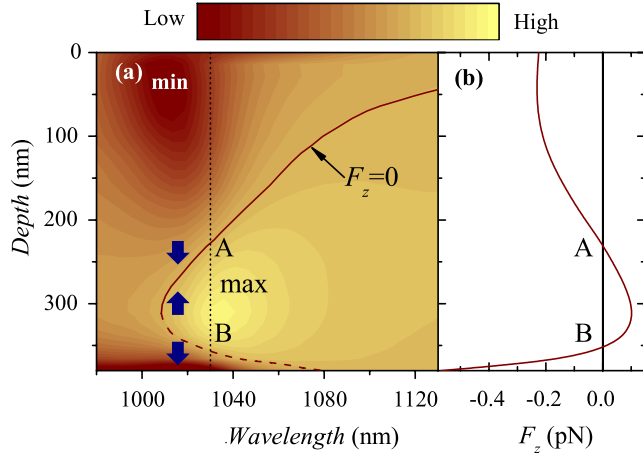 Low High
(a) min
(b)
0
100
200
300
Depth (nm)
F_z=0
A
max
B
A
B
1000 1040 1080 1120
.Wavelength (nm)
-0.4 -0.2 0.0
F_z (pN)